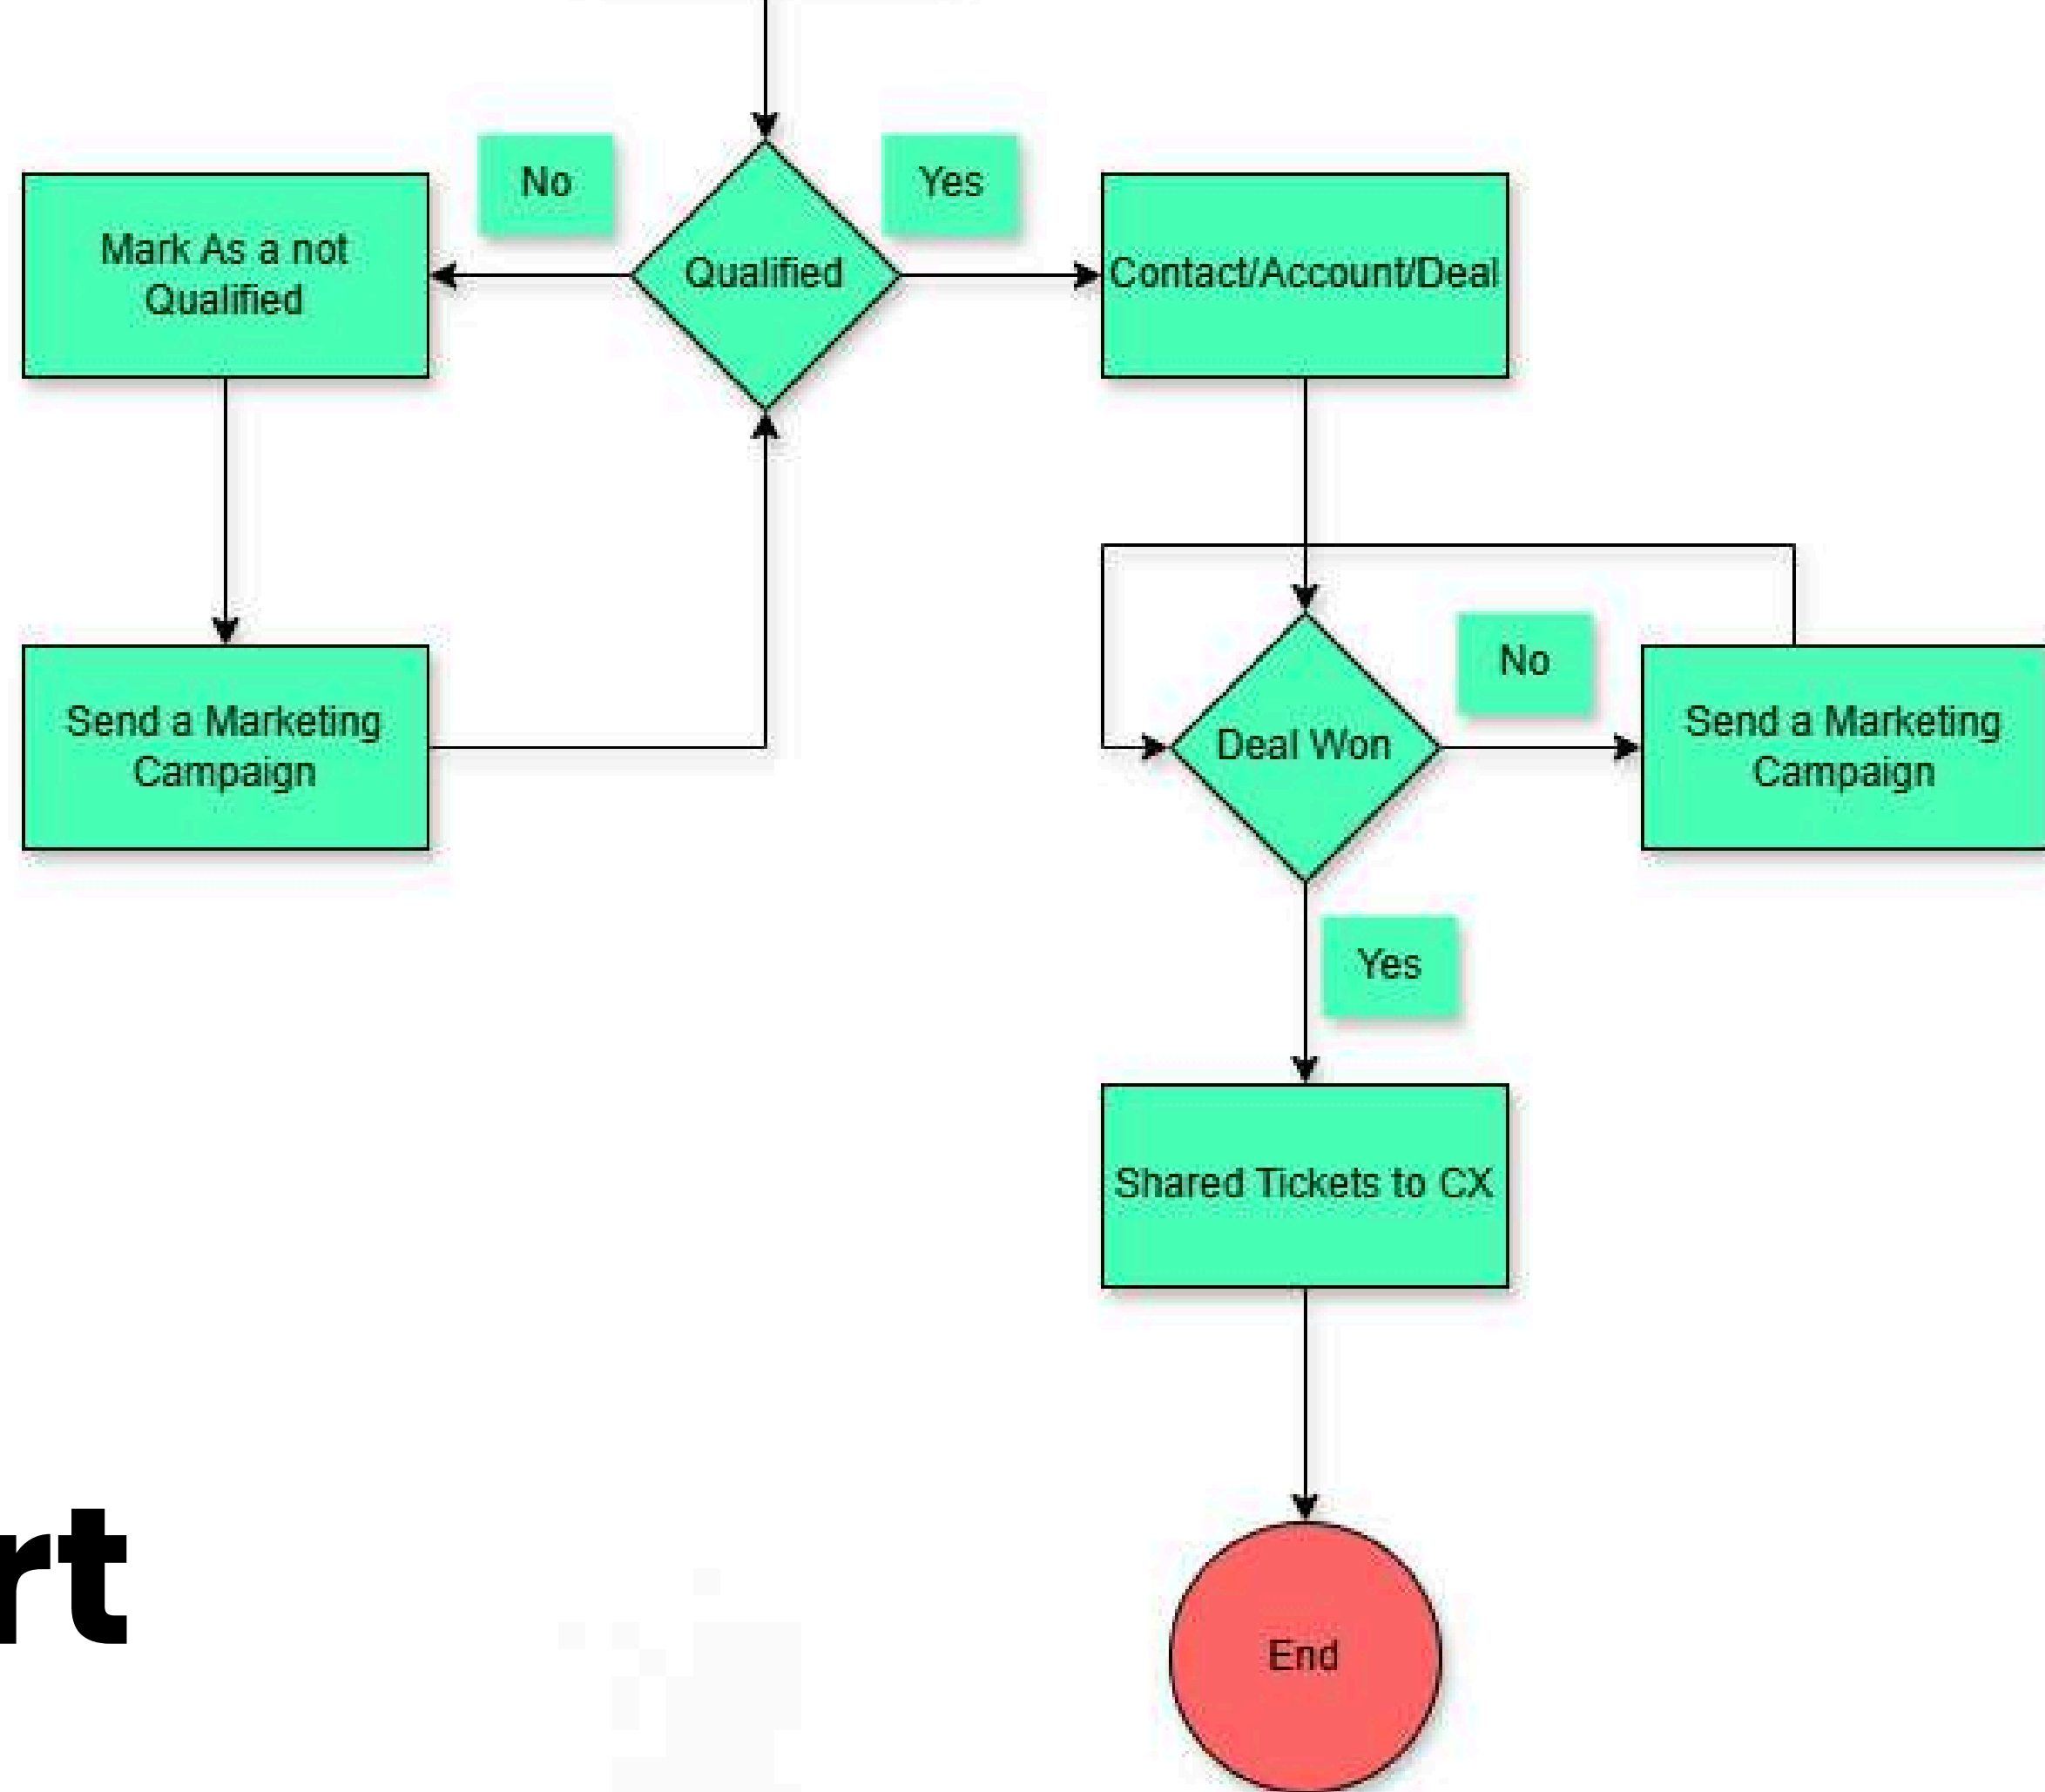 No
Yes
Mark As a not
Qualified
Qualified
Contact/Account/Deal
No
Send a Marketing
Campaign
Deal Won
Send a Marketing
Campaign
Yes
Shared Tickets to CX
rt
End